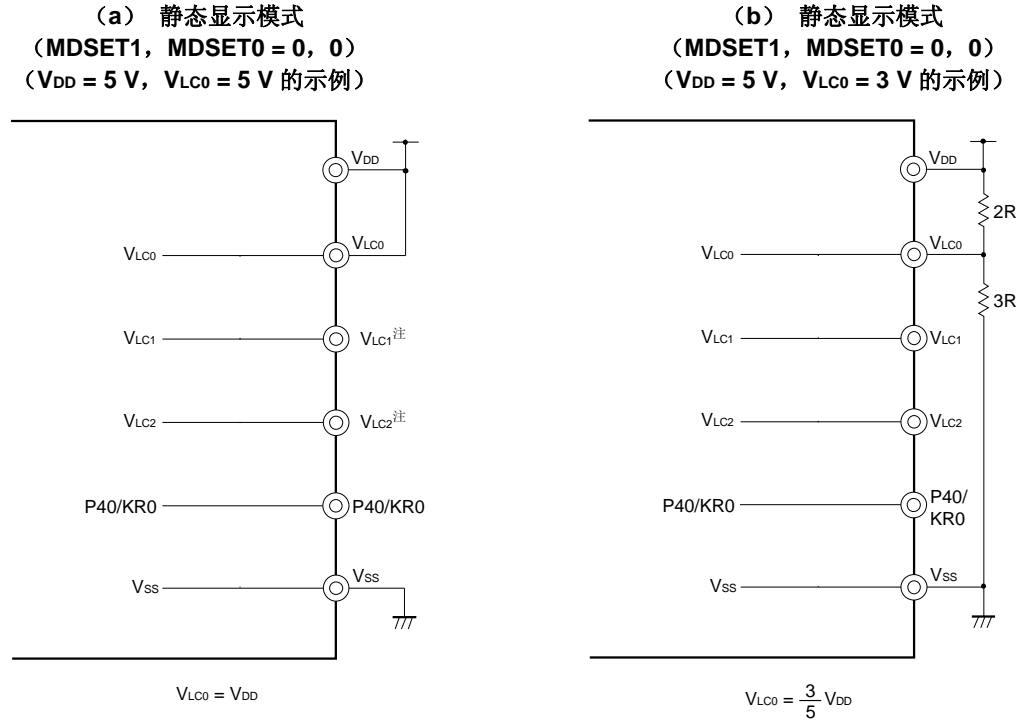 （a） 静态显示模式
（MDSET1，MDSET0 = 0，0）
（VDD = 5 V，VLC0 = 5 V 的示例）
VDD
VLC0
VLC0
VLC1
VLC1注
VLC2
VLC2注
P40/KR0
P40/KR0
VSS
VSS
VLC0 = VDD
（b） 静态显示模式
（MDSET1，MDSET0 = 0，0）
（VDD = 5 V，VLC0 = 3 V 的示例）
VDD
2R
VLC0
VLC0
3R
VLC1
VLC1
VLC2
VLC2
P40/KR0
P40/
KR0
VSS
VSS
VLC0 = 3/5 VDD